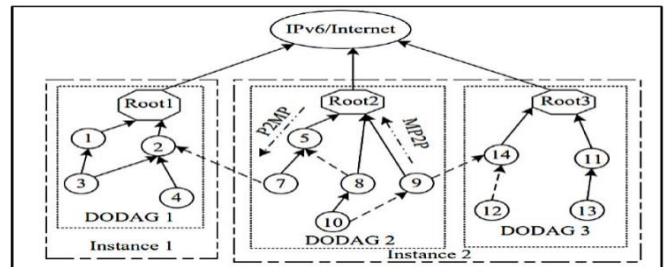 IPv6/Internet
Root1
Root2
Root3
P2MP
MP2P
1
2
5
14
11
3
4
7
8
9
10
12
13
DODAG 1
DODAG 2
DODAG 3
Instance 1
Instance 2